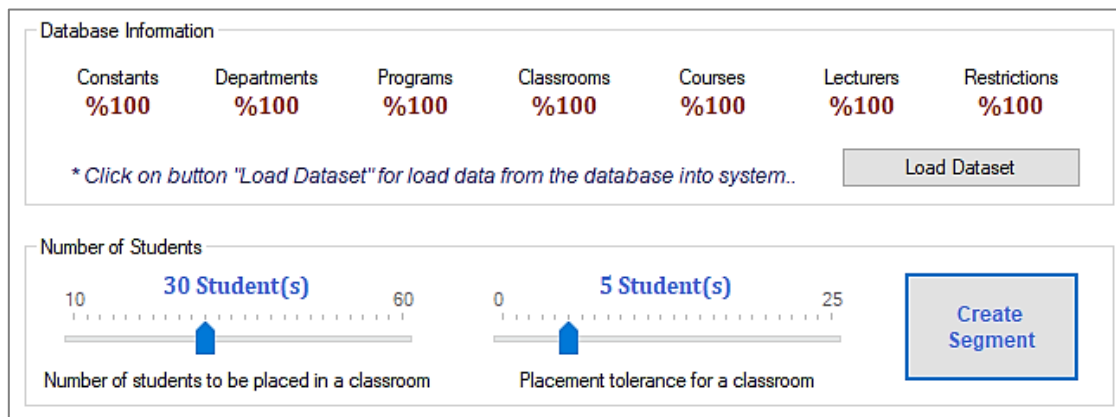 Database Information
Constants Departments Programs Classrooms Courses Lecturers Restrictions
%100 %100 %100 %100 %100 %100 %100
* Click on button "Load Dataset" for load data from the database into system..
Load Dataset
Number of Students
30 Student(s)
10 60
Number of students to be placed in a classroom
5 Student(s)
0 25
Placement tolerance for a classroom
Create
Segment